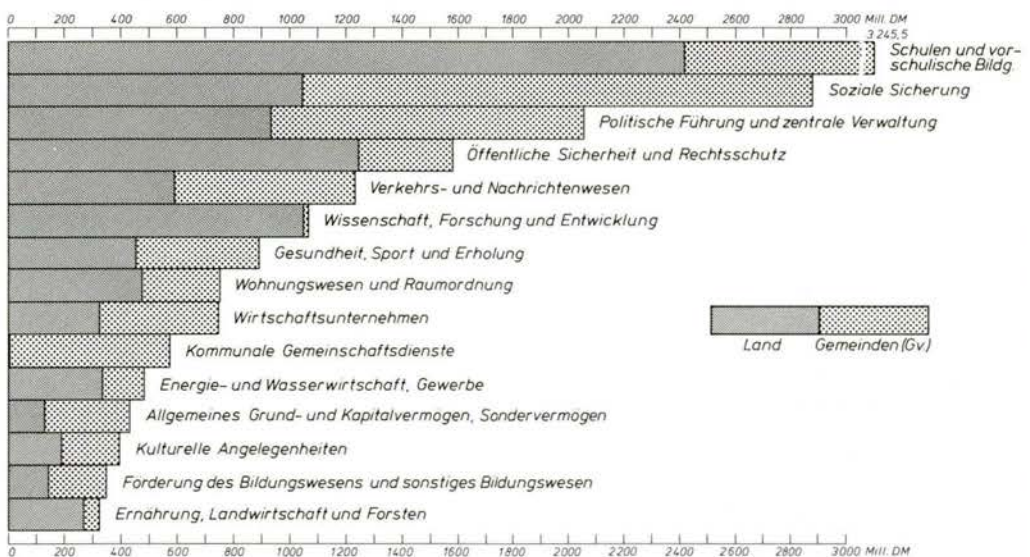 0 200 400 600 800 1000 1200 1400 1600 1800 2000 2200 2400 2600 2800 3000 Mill. DM
3 245,5
Schulen und vor-
schulische Bildg.
Soziale Sicherung
Politische Führung und zentrale Verwaltung
Öffentliche Sicherheit und Rechtsschutz
Verkehrs- und Nachrichtenwesen
Wissenschaft, Forschung und Entwicklung
Gesundheit, Sport und Erholung
Wohnungswesen und Raumordnung
Wirtschaftsunternehmen
Land Gemeinden (Gv.)
Kommunale Gemeinschaftsdienste
Energie- und Wasserwirtschaft, Gewerbe
Allgemeines Grund- und Kapitalvermögen, Sondervermögen
Kulturelle Angelegenheiten
Förderung des Bildungswesens und sonstiges Bildungswesen
Ernährung, Landwirtschaft und Forsten
0 200 400 600 800 1000 1200 1400 1600 1800 2000 2200 2400 2600 2800 3000 Mill. DM